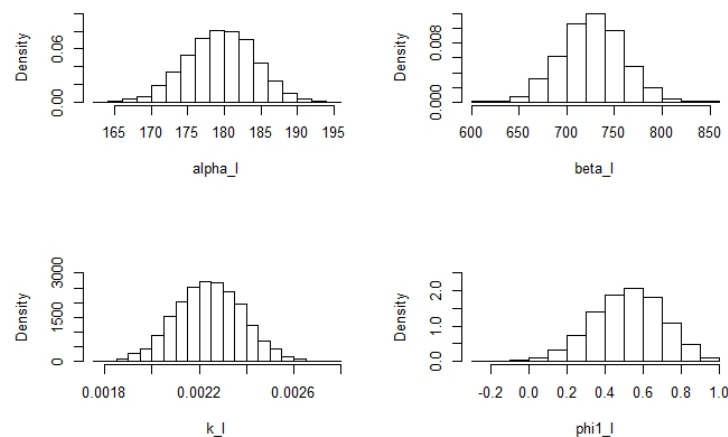 Density
0.00
0.06
165 170 175 180 185 190 195
alpha_l
Density
0.000
0.008
600 650 700 750 800 850
beta_l
Density
0
1500
3000
0.0018 0.0022 0.0026
k_l
Density
0.0
1.0
2.0
-0.2 0.0 0.2 0.4 0.6 0.8 1.0
phi1_l